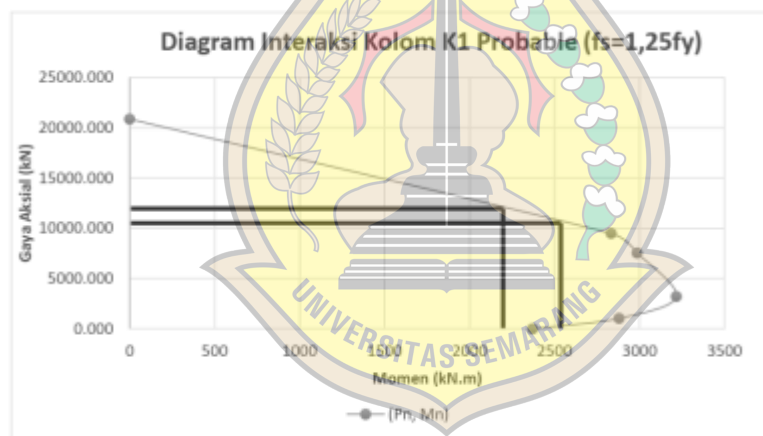 Diagram Interaksi Kolom K1 Probable (fs=1,25fy)
25000.000
20000.000
15000.000
10000.000
5000.000
0.000
Gaya Aksial (kN)
0 500 1000 1500 2000 2500 3000 3500
UNIVERSITAS SEMARANG
Momen (kN.m)
(Pn, Mn)